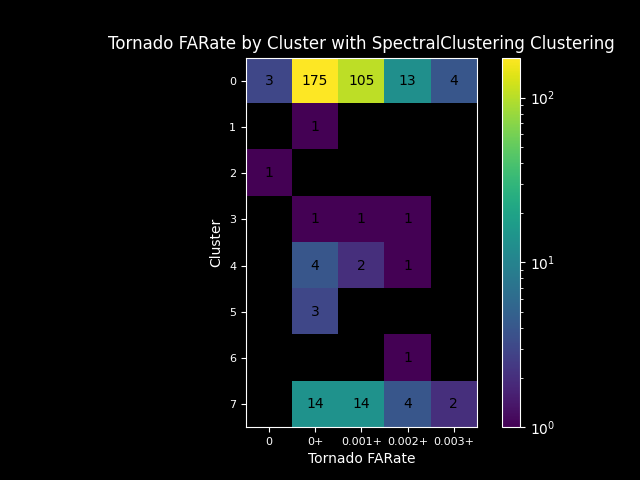 Tornado FARate by Cluster with SpectralClustering Clustering
0 3 175 105 13 4
1 1
2 1
3 1 1 1
4 4 2 1
5 3
6 1
7 14 14 4 2
0 0+ 0.001+ 0.002+ 0.003+
Tornado FARate
Cluster
10²
10¹
10⁰